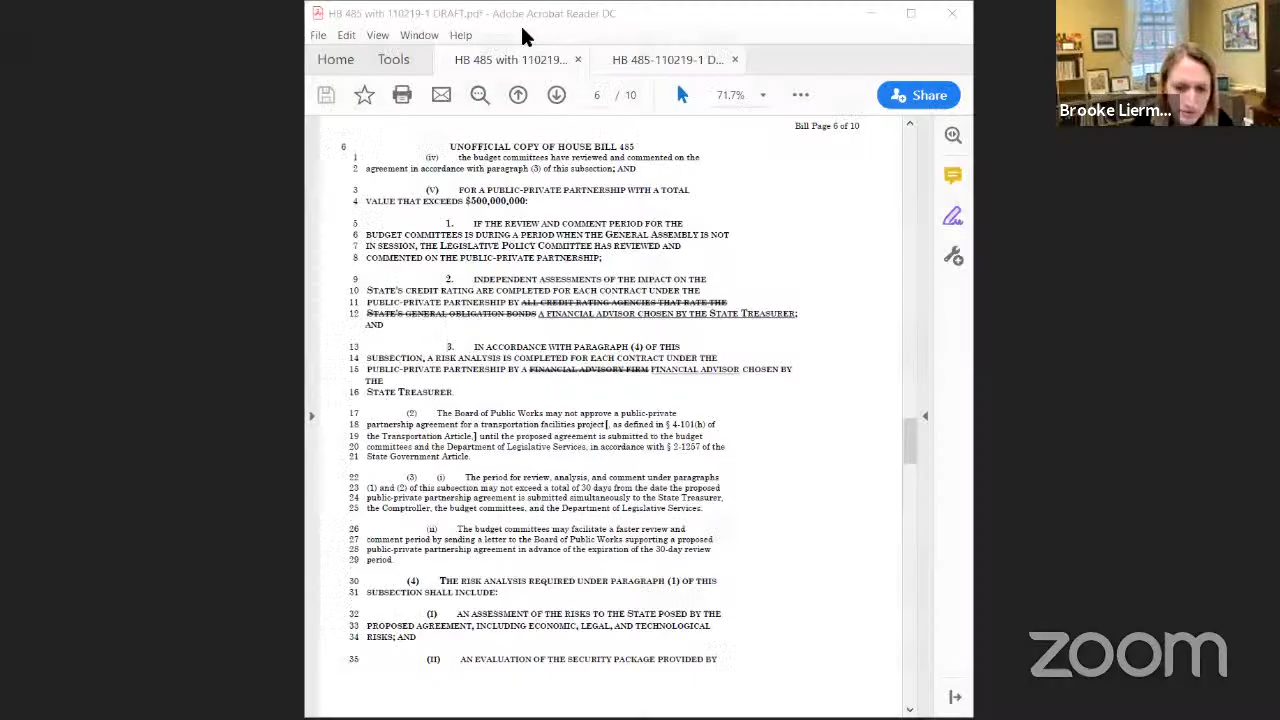 HB 485 with 110219-1 DRAFT.pdf* - Adobe Acrobat Reader DC
File Edit View Window Help
Home Tools HB 485 with 110219... × HB 485-110219-1 D... ×
6 / 10 71.7% Share
Bill Page 6 of 10
6 UNOFFICIAL COPY OF HOUSE BILL 485
1 (iv) the budget committees have reviewed and commented on the
2 agreement in accordance with paragraph (3) of this subsection; AND
3 (V) FOR A PUBLIC-PRIVATE PARTNERSHIP WITH A TOTAL
4 VALUE THAT EXCEEDS $500,000,000:
5 1. IF THE REVIEW AND COMMENT PERIOD FOR THE
6 BUDGET COMMITTEES IS DURING A PERIOD WHEN THE GENERAL ASSEMBLY IS NOT
7 IN SESSION, THE LEGISLATIVE POLICY COMMITTEE HAS REVIEWED AND
8 COMMENTED ON THE PUBLIC-PRIVATE PARTNERSHIP;
9 2. INDEPENDENT ASSESSMENTS OF THE IMPACT ON THE
10 STATE'S CREDIT RATING ARE COMPLETED FOR EACH CONTRACT UNDER THE
11 PUBLIC-PRIVATE PARTNERSHIP BY ALL CREDIT RATING AGENCIES THAT RATE THE
12 STATE'S GENERAL OBLIGATION BONDS A FINANCIAL ADVISOR CHOSEN BY THE STATE TREASURER;
AND
13 3. IN ACCORDANCE WITH PARAGRAPH (4) OF THIS
14 SUBSECTION, A RISK ANALYSIS IS COMPLETED FOR EACH CONTRACT UNDER THE
15 PUBLIC-PRIVATE PARTNERSHIP BY A FINANCIAL ADVISORY FIRM FINANCIAL ADVISOR CHOSEN BY
THE
16 STATE TREASURER.
17 (2) The Board of Public Works may not approve a public-private
18 partnership agreement for a transportation facilities project[, as defined in § 4-101(h) of
19 the Transportation Article,] until the proposed agreement is submitted to the budget
20 committees and the Department of Legislative Services, in accordance with § 2-1257 of the
21 State Government Article.
22 (3) (i) The period for review, analysis, and comment under paragraphs
23 (1) and (2) of this subsection may not exceed a total of 30 days from the date the proposed
24 public-private partnership agreement is submitted simultaneously to the State Treasurer,
25 the Comptroller, the budget committees, and the Department of Legislative Services.
26 (ii) The budget committees may facilitate a faster review and
27 comment period by sending a letter to the Board of Public Works supporting a proposed
28 public-private partnership agreement in advance of the expiration of the 30-day review
29 period.
30 (4) THE RISK ANALYSIS REQUIRED UNDER PARAGRAPH (1) OF THIS
31 SUBSECTION SHALL INCLUDE:
32 (I) AN ASSESSMENT OF THE RISKS TO THE STATE POSED BY THE
33 PROPOSED AGREEMENT, INCLUDING ECONOMIC, LEGAL, AND TECHNOLOGICAL
34 RISKS; AND
35 (II) AN EVALUATION OF THE SECURITY PACKAGE PROVIDED BY
Brooke Lierm...
zoom